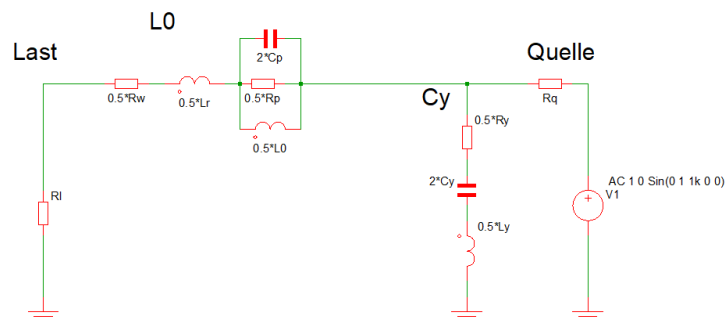 L0
Last
Quelle
2*Cp
0.5*Rw
0.5*Lr
0.5*Rp
Cy
Rq
0.5*L0
0.5*Ry
2*Cy
AC 1 0 Sin(0 1 1k 0 0)
V1
Rl
0.5*Ly